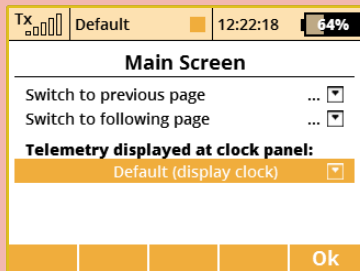 Tx Default 12:22:18 64%
Main Screen
Switch to previous page ...
Switch to following page ...
Telemetry displayed at clock panel:
Default (display clock)
Ok